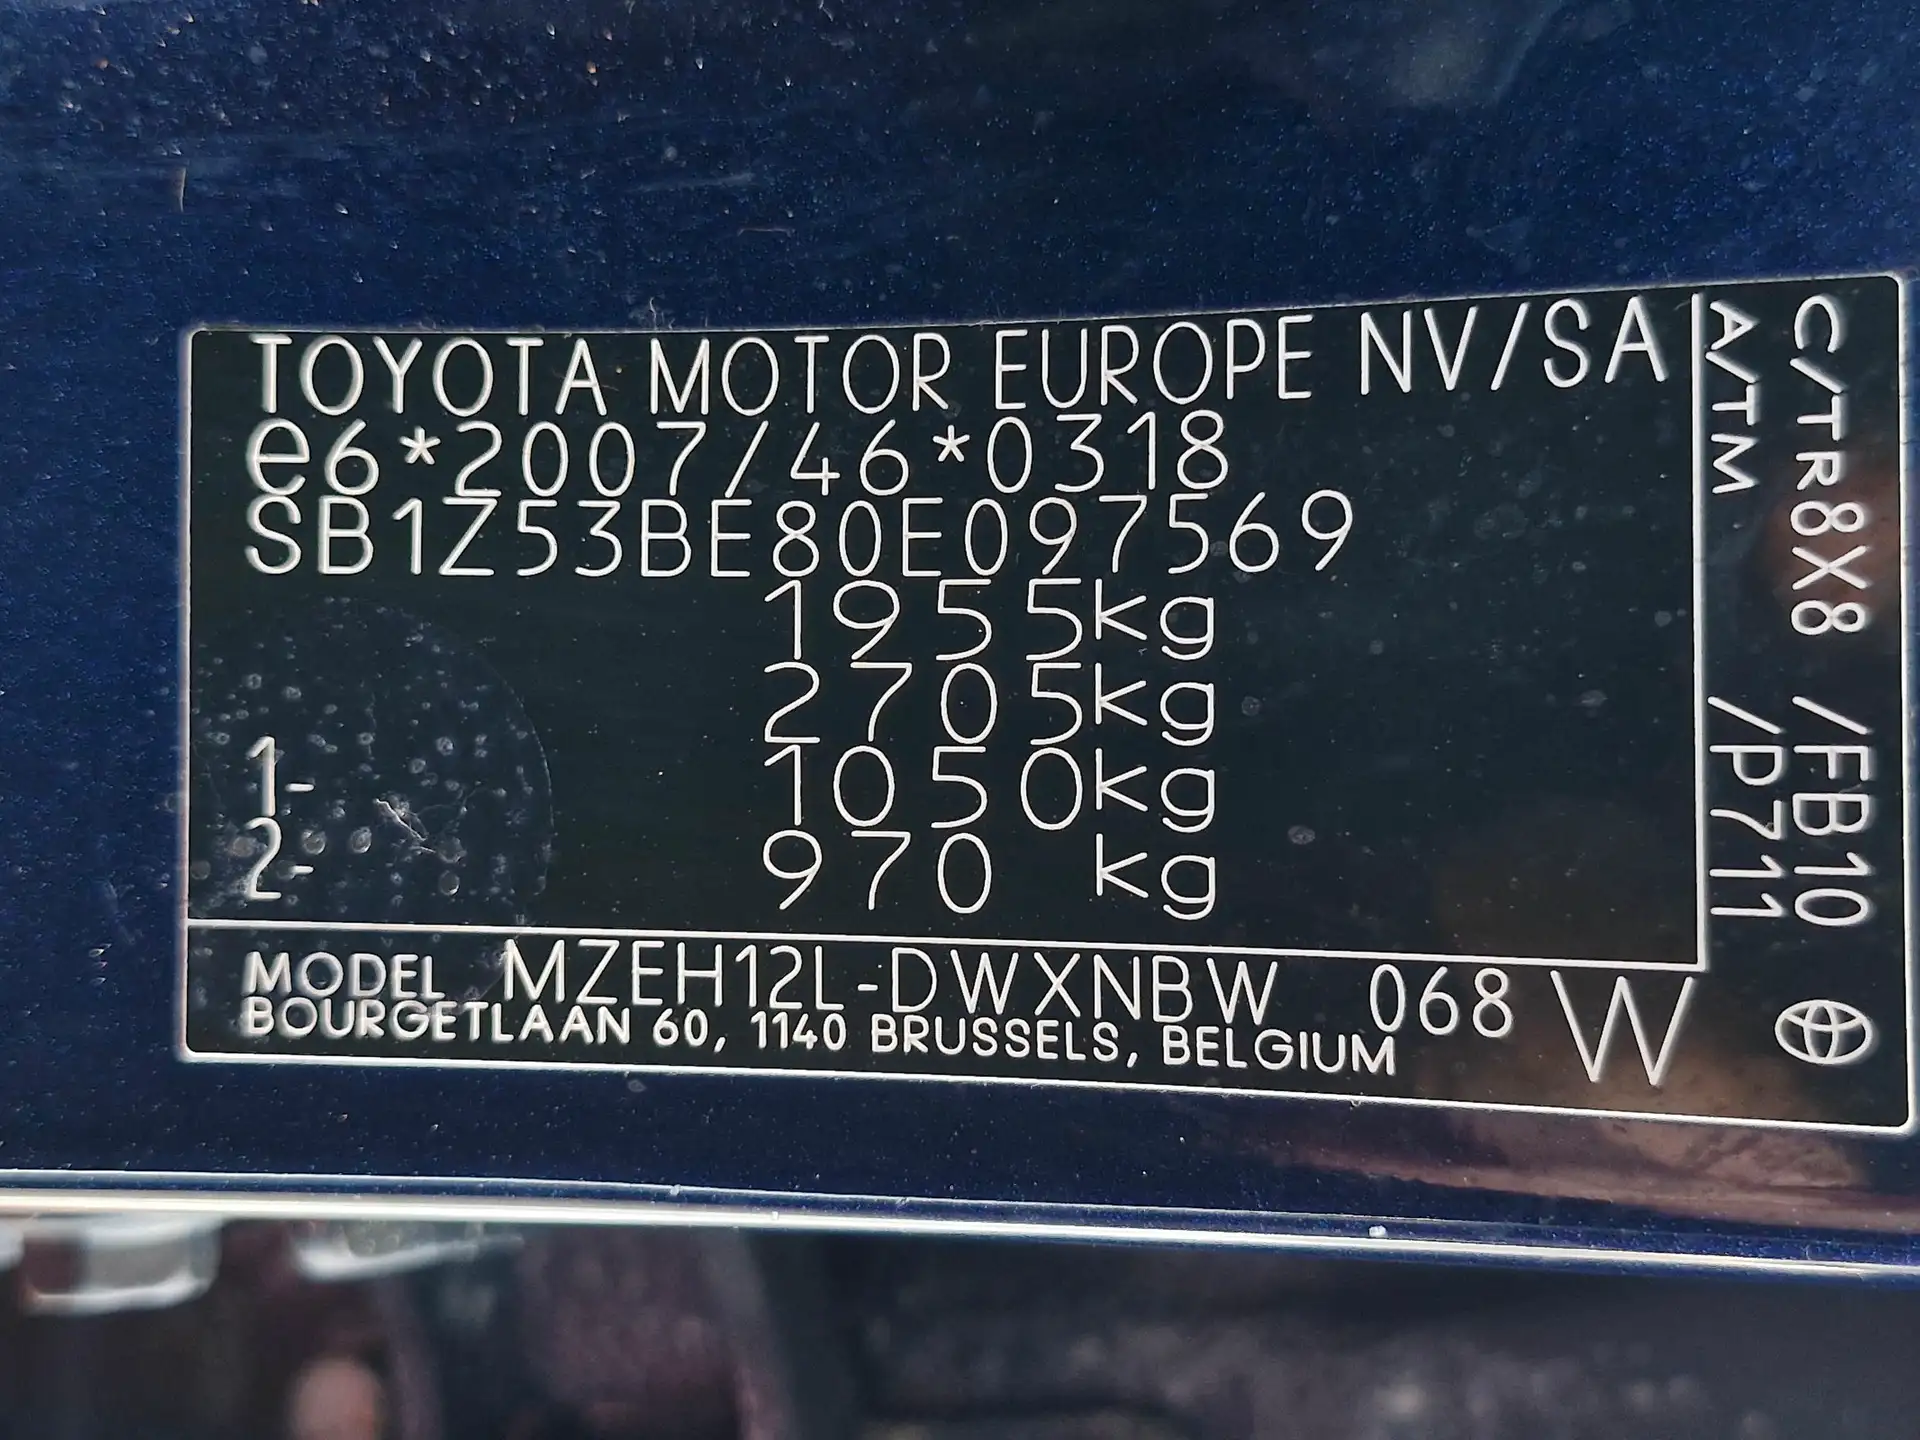 TOYOTA MOTOR EUROPE NV/SA
e6*2007/46*0318
SB1Z53BE80E097569
1955kg
2705kg
1- 1050kg
2- 970 kg
MODEL MZEH12L-DWXNBW 068 W
BOURGETLAAN 60, 1140 BRUSSELS, BELGIUM
C/TR8X8 /FB10
A/TM /P711